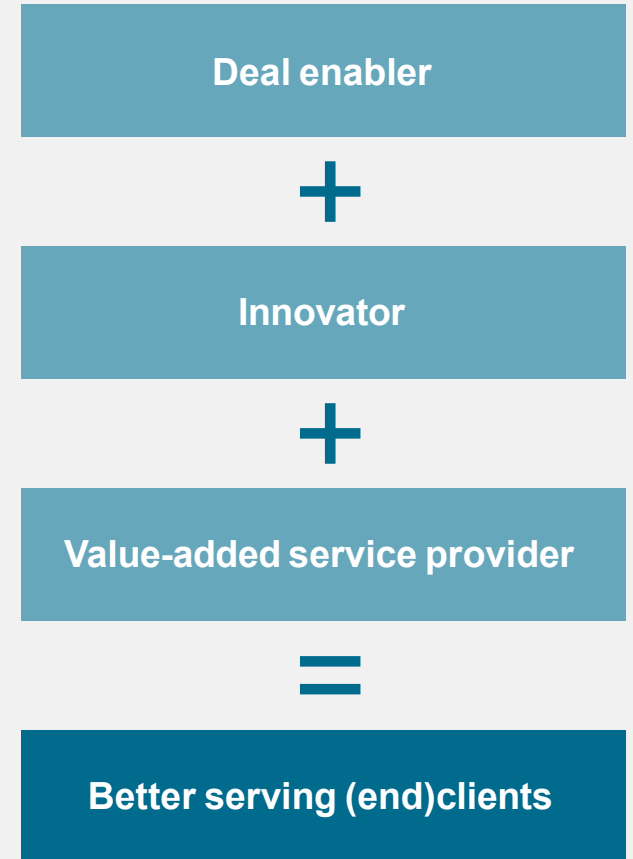 Deal enabler
+
Innovator
+
Value-added service provider
=
Better serving (end)clients